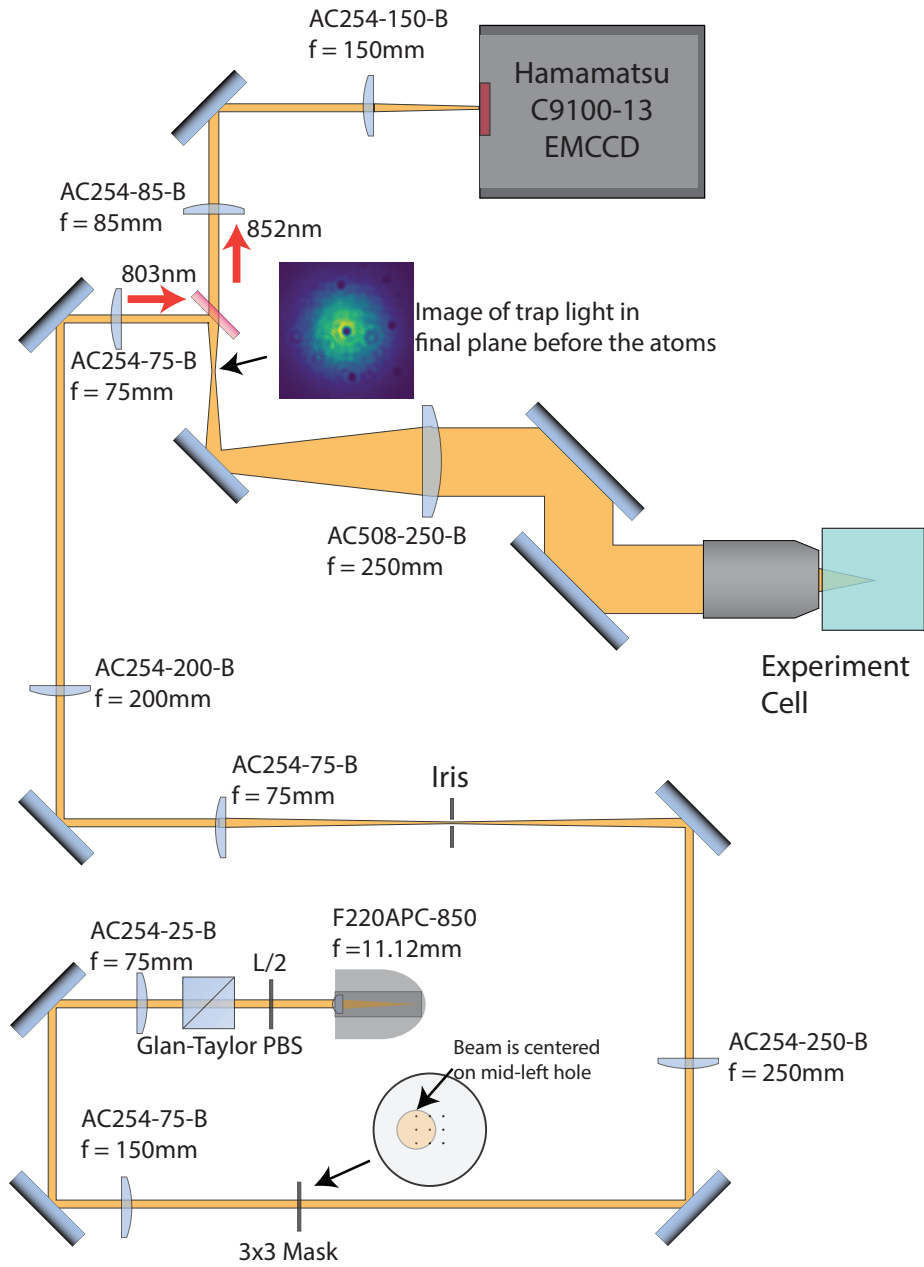 AC254-150-B
f = 150mm
Hamamatsu
C9100-13
EMCCD
AC254-85-B
f = 85mm
852nm
803nm
Image of trap light in
final plane before the atoms
AC254-75-B
f = 75mm
AC508-250-B
f = 250mm
Experiment
Cell
AC254-200-B
f = 200mm
AC254-75-B
f = 75mm
Iris
F220APC-850
f =11.12mm
AC254-25-B
f = 75mm
L/2
Glan-Taylor PBS
Beam is centered
on mid-left hole
AC254-250-B
f = 250mm
AC254-75-B
f = 150mm
3x3 Mask